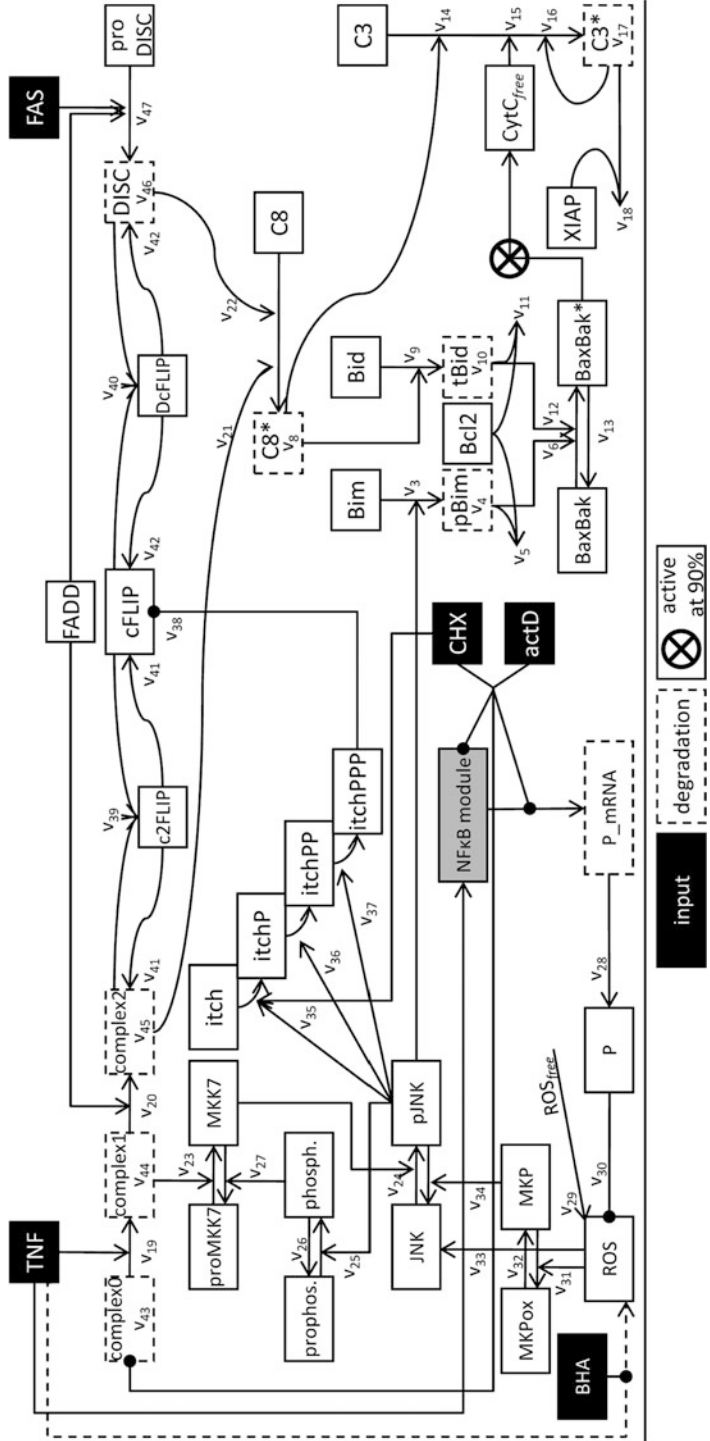 TNF
FAS
complex0
v43
v19
complex1
v44
v20
complex2
v45
v41
v39
c2FLIP
v41
cFLIP
v42
FADD
v40
DcFLIP
v42
DISC
v46
v47
pro
DISC
v23
proMKK7
MKK7
v27
prophos.
v26
phosph.
v25
JNK
v24
pJNK
v33
v34
MKPox
v32
MKP
v31
ROS
v29
ROSfree
v30
P
v28
P_mRNA
BHA
itch
itchP
itchPP
itchPPP
v35
v36
v37
v38
v21
v22
C8
C8*
v8
NFκB module
CHX
actD
Bim
v3
pBim
v4
v5
Bid
v9
tBid
v10
v11
Bcl2
v6
v12
BaxBak
BaxBak*
v13
C3
v14
v15
v16
CytCfree
C3*
v17
XIAP
v18
input
degradation
active
at 90%